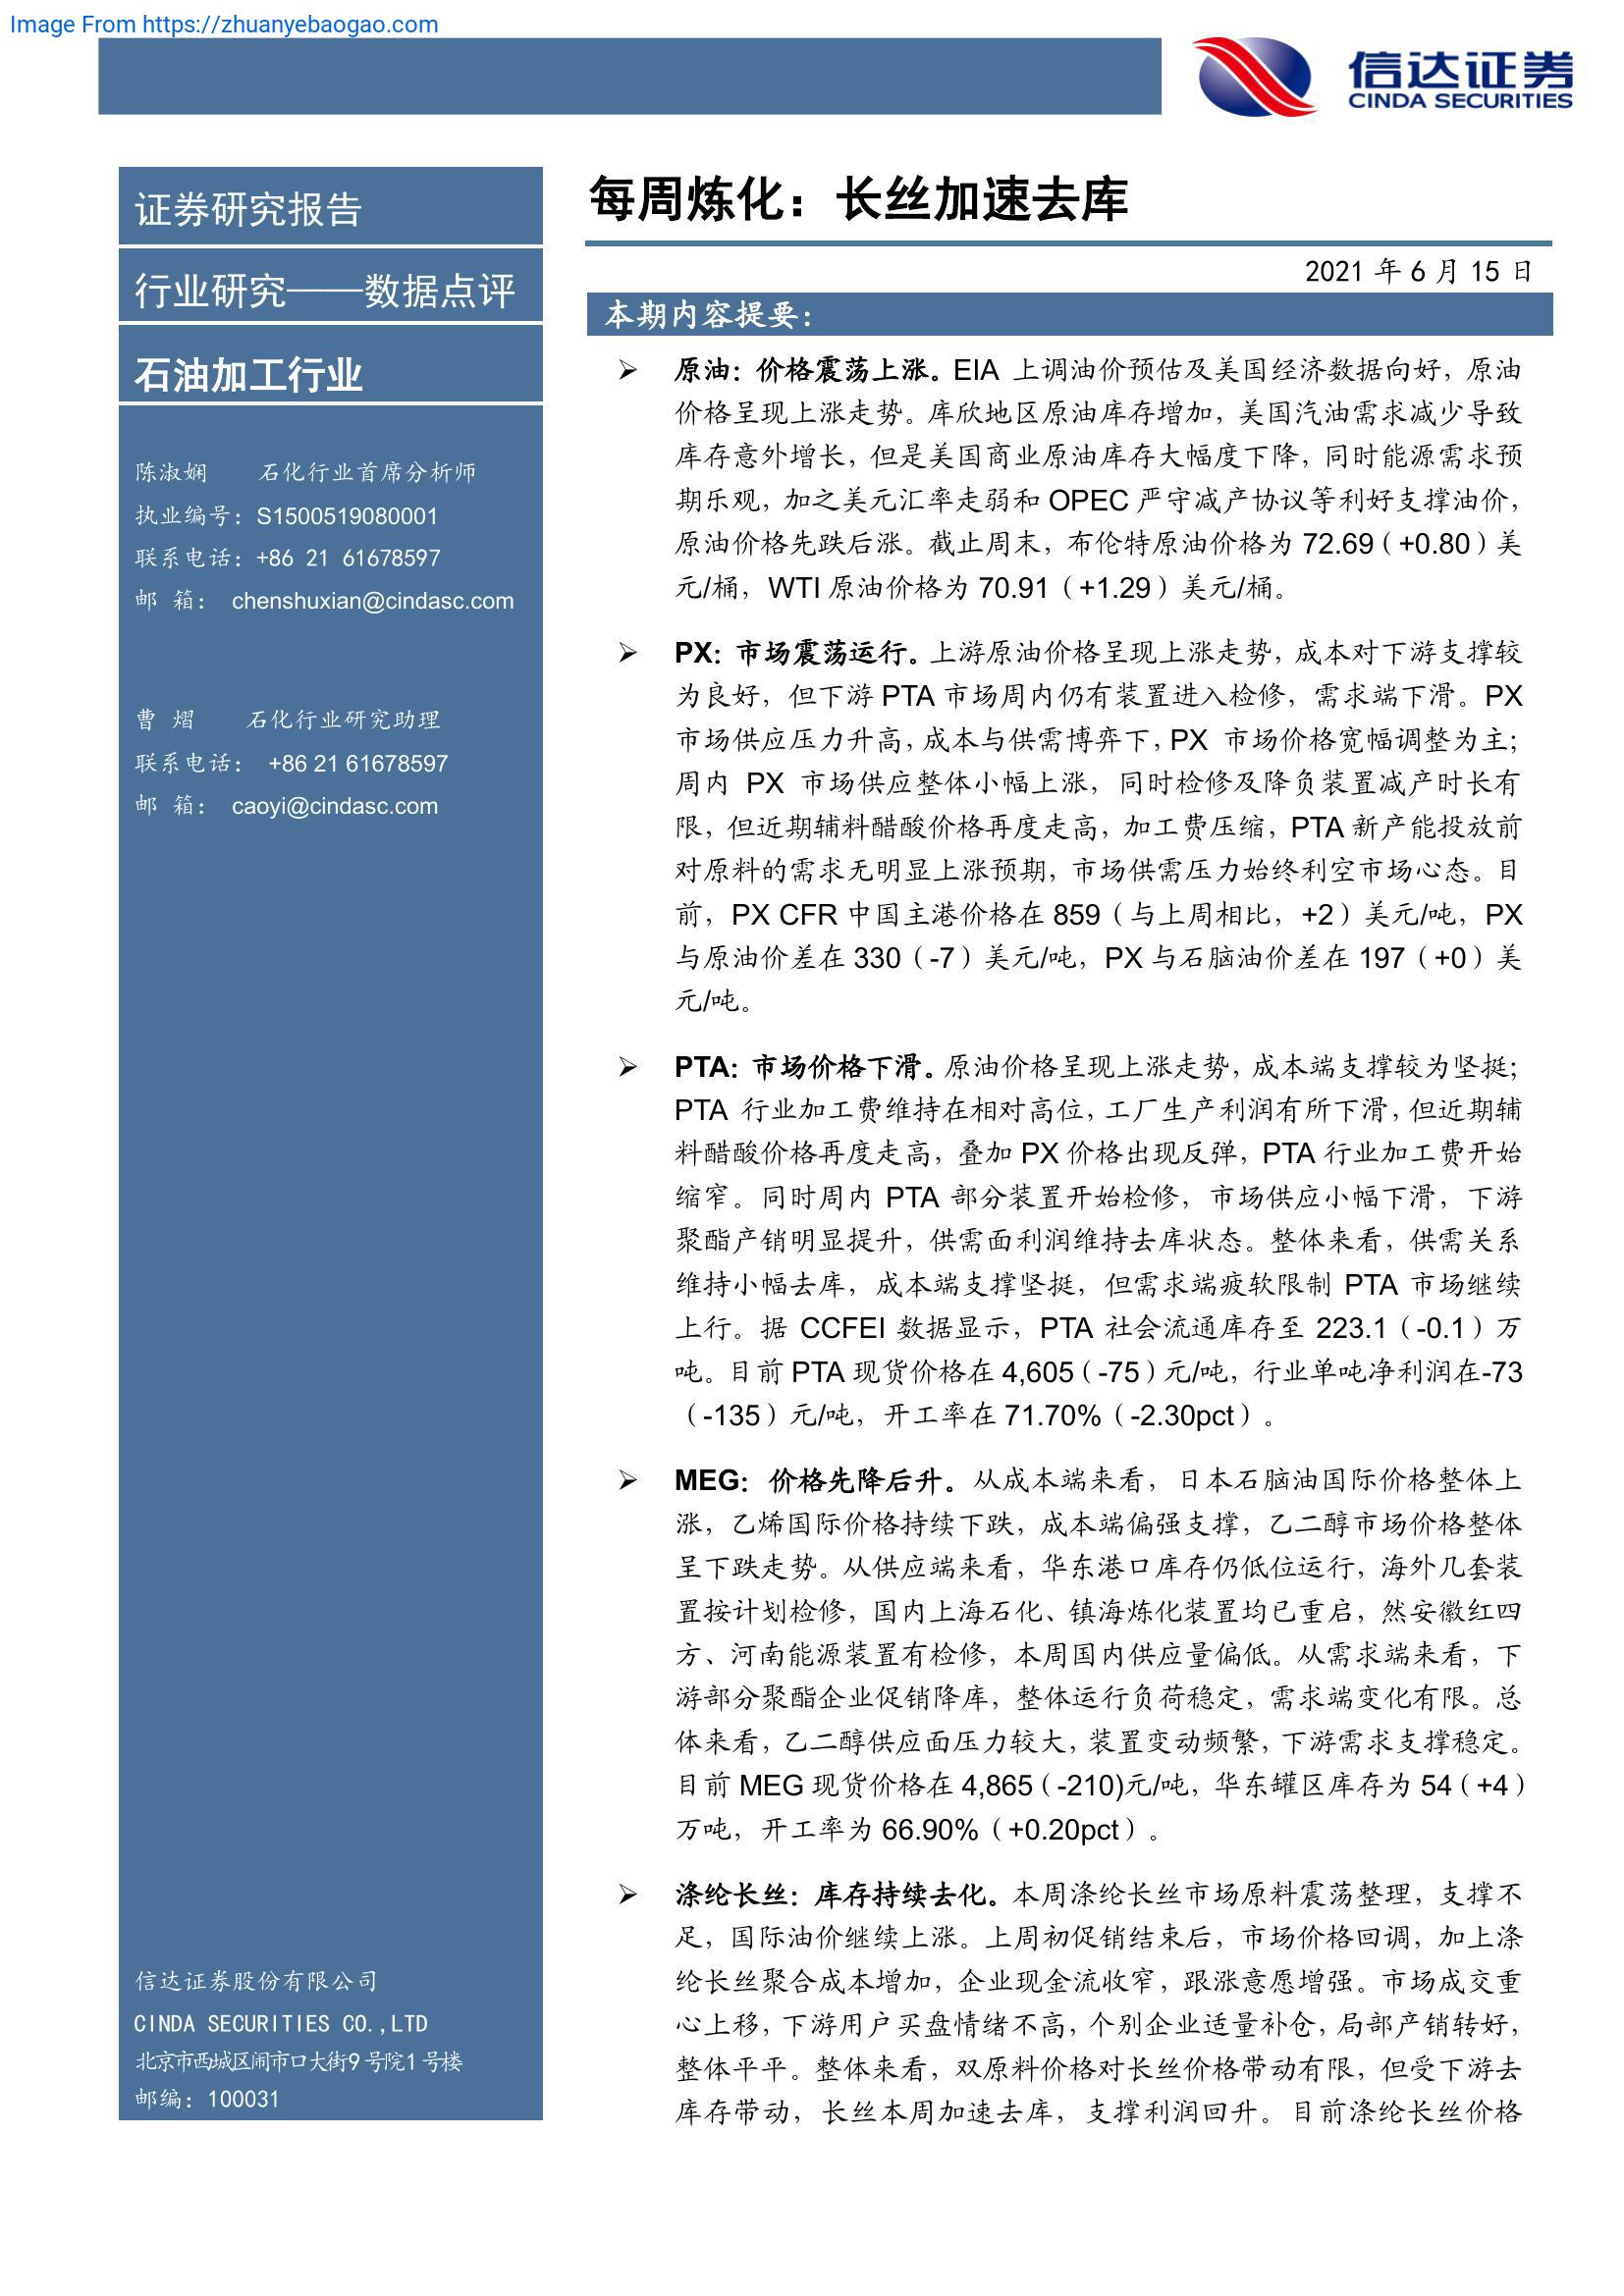 Image From https://zhuanyebaogao.com
信达证券
CINDA SECURITIES
证券研究报告
行业研究——数据点评
石油加工行业
陈淑娴 石化行业首席分析师
执业编号：S1500519080001
联系电话：+86 21 61678597
邮 箱： chenshuxian@cindasc.com
曹 熠 石化行业研究助理
联系电话： +86 21 61678597
邮 箱： caoyi@cindasc.com
信达证券股份有限公司
CINDA SECURITIES CO.,LTD
北京市西城区闹市口大街9号院1号楼
邮编：100031
每周炼化：长丝加速去库
2021 年 6 月 15 日
本期内容提要：
➢ 原油：价格震荡上涨。EIA 上调油价预估及美国经济数据向好，原油
价格呈现上涨走势。库欣地区原油库存增加，美国汽油需求减少导致
库存意外增长，但是美国商业原油库存大幅度下降，同时能源需求预
期乐观，加之美元汇率走弱和 OPEC 严守减产协议等利好支撑油价，
原油价格先跌后涨。截止周末，布伦特原油价格为 72.69（+0.80）美
元/桶，WTI 原油价格为 70.91（+1.29）美元/桶。
➢ PX：市场震荡运行。上游原油价格呈现上涨走势，成本对下游支撑较
为良好，但下游 PTA 市场周内仍有装置进入检修，需求端下滑。PX
市场供应压力升高，成本与供需博弈下，PX 市场价格宽幅调整为主；
周内 PX 市场供应整体小幅上涨，同时检修及降负装置减产时长有
限，但近期辅料醋酸价格再度走高，加工费压缩，PTA 新产能投放前
对原料的需求无明显上涨预期，市场供需压力始终利空市场心态。目
前，PX CFR 中国主港价格在 859（与上周相比，+2）美元/吨，PX
与原油价差在 330（-7）美元/吨，PX 与石脑油价差在 197（+0）美
元/吨。
➢ PTA：市场价格下滑。原油价格呈现上涨走势，成本端支撑较为坚挺；
PTA 行业加工费维持在相对高位，工厂生产利润有所下滑，但近期辅
料醋酸价格再度走高，叠加 PX 价格出现反弹，PTA 行业加工费开始
缩窄。同时周内 PTA 部分装置开始检修，市场供应小幅下滑，下游
聚酯产销明显提升，供需面利润维持去库状态。整体来看，供需关系
维持小幅去库，成本端支撑坚挺，但需求端疲软限制 PTA 市场继续
上行。据 CCFEI 数据显示，PTA 社会流通库存至 223.1（-0.1）万
吨。目前 PTA 现货价格在 4,605（-75）元/吨，行业单吨净利润在-73
（-135）元/吨，开工率在 71.70%（-2.30pct）。
➢ MEG：价格先降后升。从成本端来看，日本石脑油国际价格整体上
涨，乙烯国际价格持续下跌，成本端偏强支撑，乙二醇市场价格整体
呈下跌走势。从供应端来看，华东港口库存仍低位运行，海外几套装
置按计划检修，国内上海石化、镇海炼化装置均已重启，然安徽红四
方、河南能源装置有检修，本周国内供应量偏低。从需求端来看，下
游部分聚酯企业促销降库，整体运行负荷稳定，需求端变化有限。总
体来看，乙二醇供应面压力较大，装置变动频繁，下游需求支撑稳定。
目前 MEG 现货价格在 4,865（-210)元/吨，华东罐区库存为 54（+4）
万吨，开工率为 66.90%（+0.20pct）。
➢ 涤纶长丝：库存持续去化。本周涤纶长丝市场原料震荡整理，支撑不
足，国际油价继续上涨。上周初促销结束后，市场价格回调，加上涤
纶长丝聚合成本增加，企业现金流收窄，跟涨意愿增强。市场成交重
心上移，下游用户买盘情绪不高，个别企业适量补仓，局部产销转好，
整体平平。整体来看，双原料价格对长丝价格带动有限，但受下游去
库存带动，长丝本周加速去库，支撑利润回升。目前涤纶长丝价格